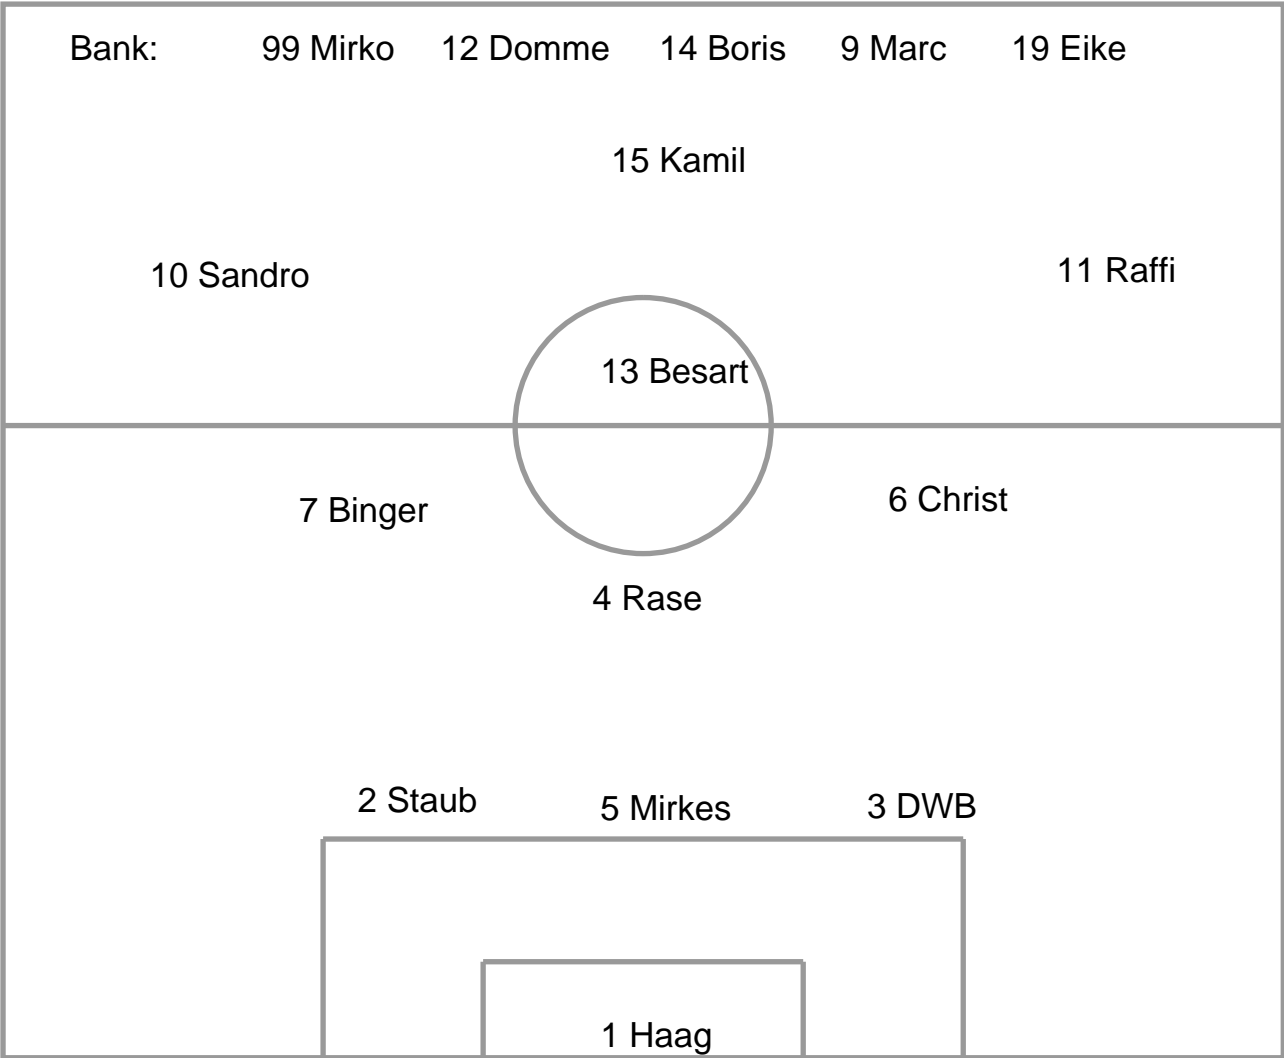 Bank: 99 Mirko 12 Domme 14 Boris 9 Marc 19 Eike
15 Kamil
10 Sandro 11 Raffi
13 Besart
7 Binger 6 Christ
4 Rase
2 Staub 5 Mirkes 3 DWB
1 Haag